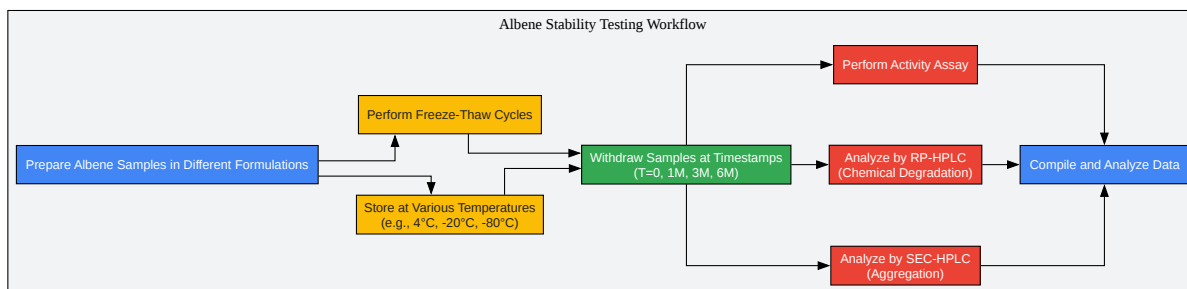 Albene Stability Testing Workflow
Prepare Albene Samples in Different Formulations
Perform Freeze-Thaw Cycles
Store at Various Temperatures
(e.g., 4°C, -20°C, -80°C)
Withdraw Samples at Timestamps
(T=0, 1M, 3M, 6M)
Perform Activity Assay
Analyze by RP-HPLC
(Chemical Degradation)
Analyze by SEC-HPLC
(Aggregation)
Compile and Analyze Data